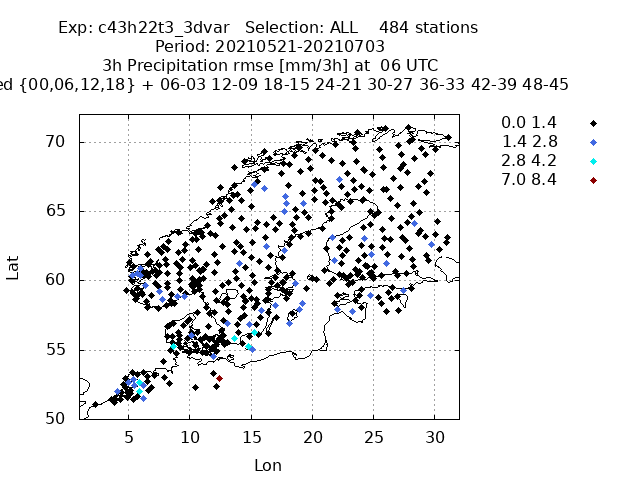 Exp: c43h22t3_3dvar   Selection: ALL    484 stations
Period: 20210521-20210703
3h Precipitation rmse [mm/3h] at  06 UTC
{00,06,12,18} + 06-03 12-09 18-15 24-21 30-27 36-33 42-39 48-45
0.0 1.4
1.4 2.8
2.8 4.2
7.0 8.4
70
65
60
55
50
Lat
5 10 15 20 25 30
Lon